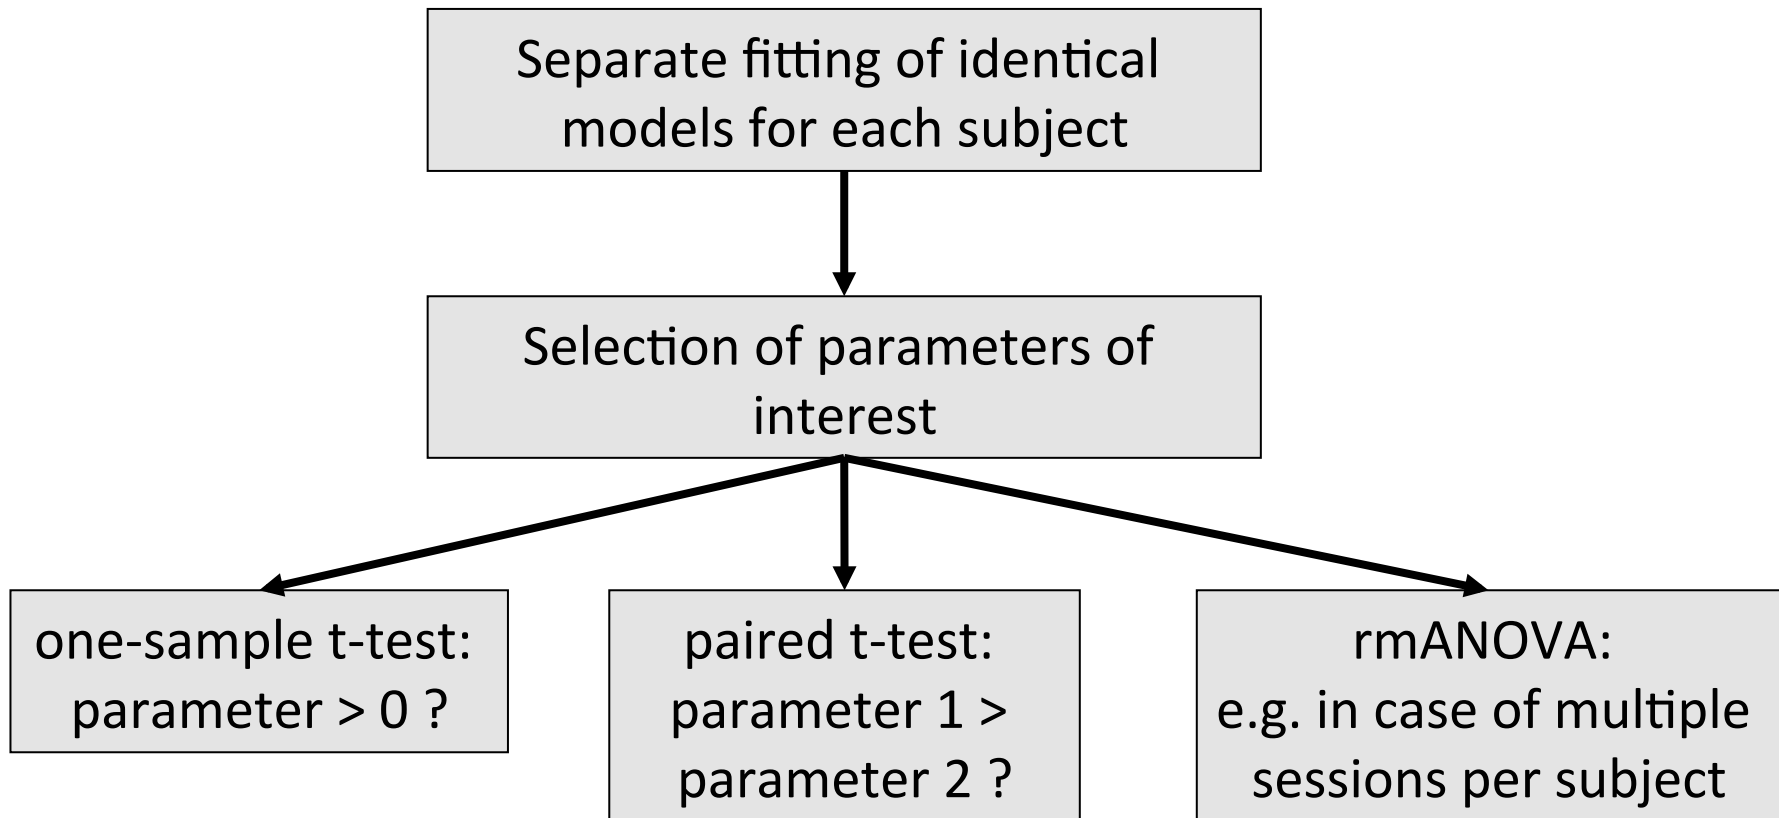 Separate fitting of identical
models for each subject
Selection of parameters of
interest
one-sample t-test:
parameter > 0 ?
paired t-test:
parameter 1 >
parameter 2 ?
rmANOVA:
e.g. in case of multiple
sessions per subject